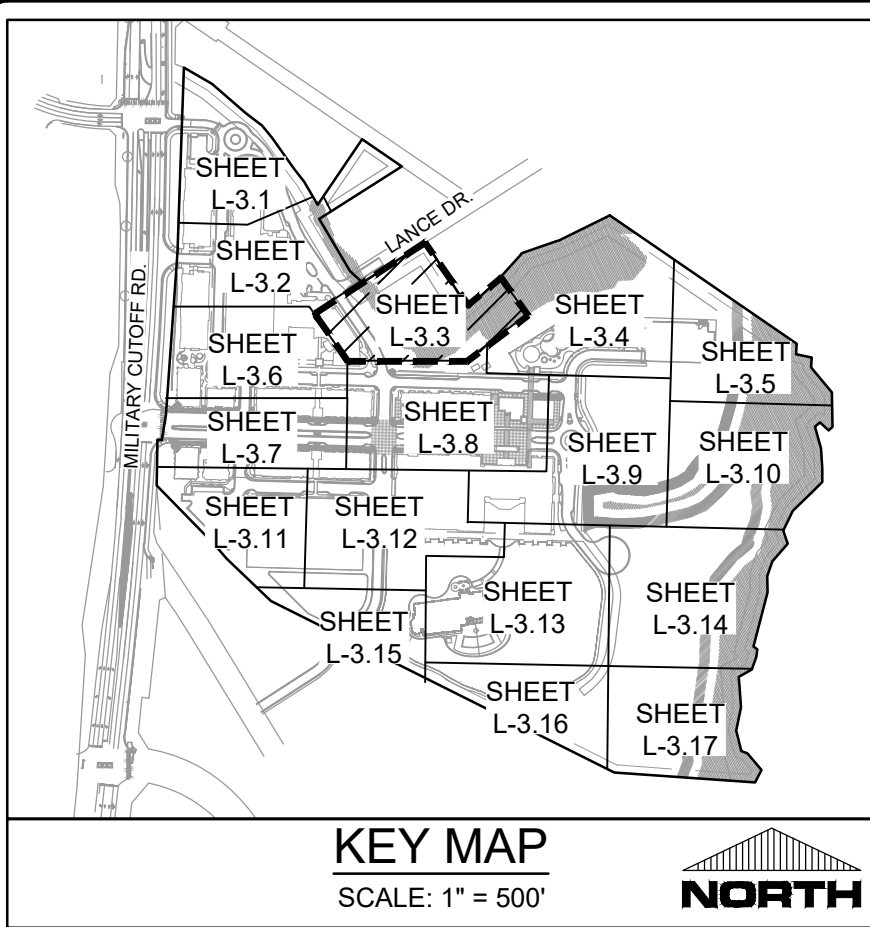 SHEET
L-3.1
LANCE DR.
SHEET
L-3.2
MILITARY CUTOFF RD.
SHEET
L-3.3
SHEET
L-3.4
SHEET
L-3.5
SHEET
L-3.6
SHEET
L-3.7
SHEET
L-3.8
SHEET
L-3.9
SHEET
L-3.10
SHEET
L-3.11
SHEET
L-3.12
SHEET
L-3.13
SHEET
L-3.14
SHEET
L-3.15
SHEET
L-3.16
SHEET
L-3.17
KEY MAP
SCALE: 1" = 500'
NORTH